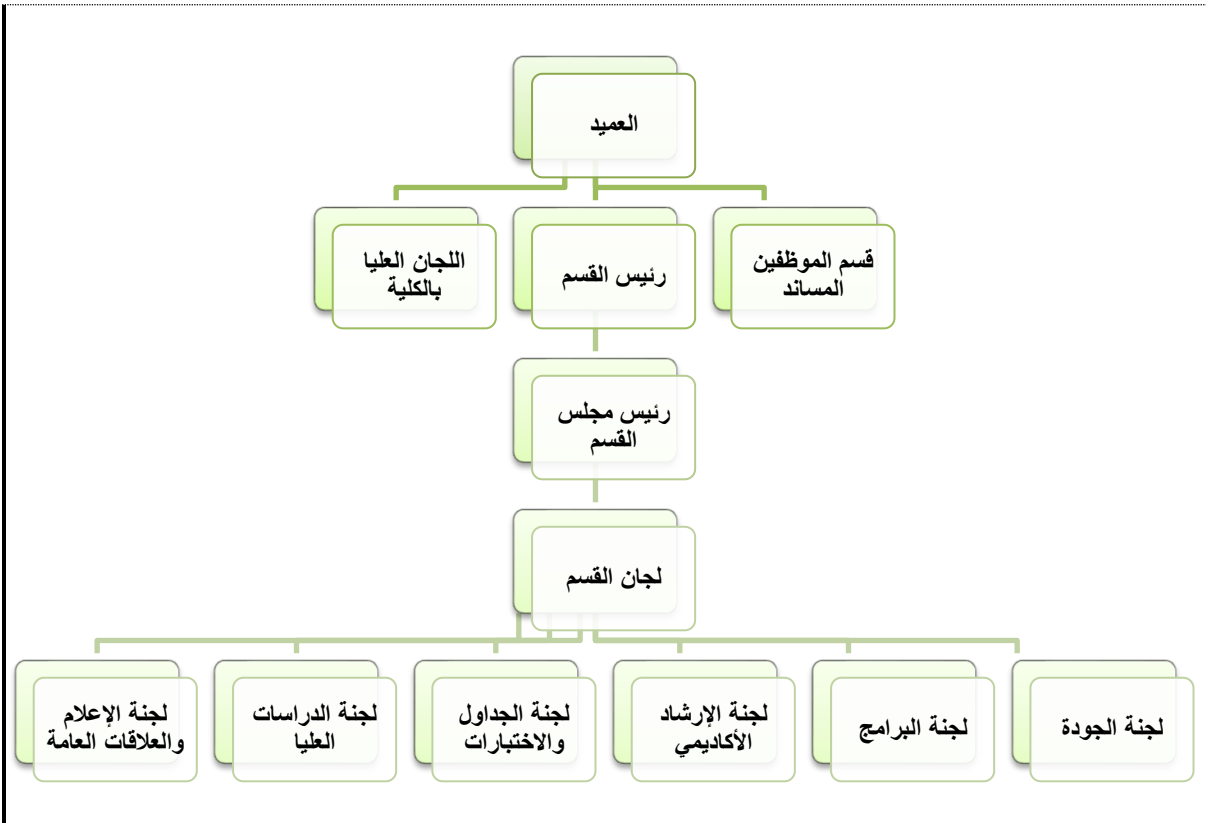 العميد
قسم الموظفين
المساند
رئيس القسم
اللجان العليا
بالكلية
رئيس مجلس
القسم
لجان القسم
لجنة الجودة
لجنة البرامج
لجنة الإرشاد
الأكاديمي
لجنة الجداول
والاختبارات
لجنة الدراسات
العليا
لجنة الإعلام
والعلاقات العامة